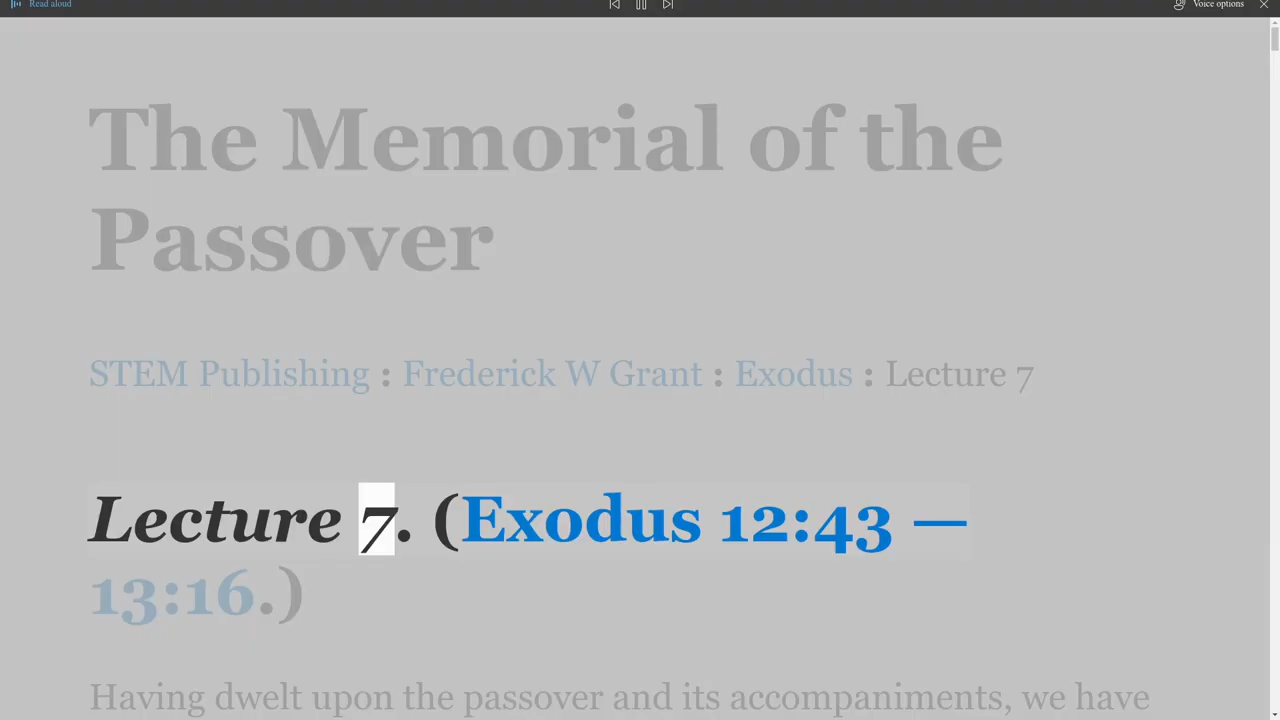 Read aloud
Voice options
The Memorial of the
Passover
STEM Publishing : Frederick W Grant : Exodus : Lecture 7
Lecture 7. (Exodus 12:43 —
13:16.)
Having dwelt upon the passover and its accompaniments, we have